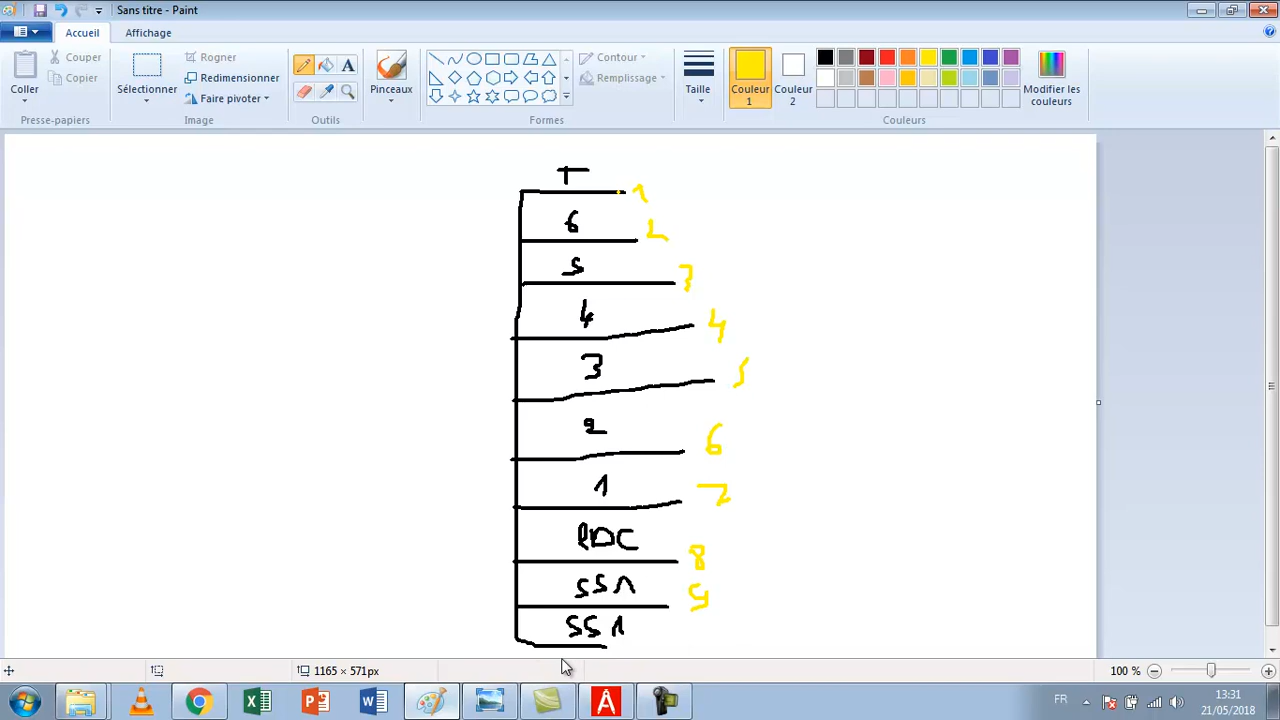 Sans titre - Paint
Accueil Affichage
Coller
Couper
Copier
Presse-papiers
Sélectionner
Rogner
Redimensionner
Faire pivoter
Image
A
Outils
Pinceaux
Contour
Remplissage
Formes
Taille
Couleur 1
Couleur 2
Modifier les couleurs
Couleurs
T
1
6
2
5
3
4
4
3
5
2
6
1
7
RDC
8
SS1
9
SS1
1165 × 571px
100 %
FR
13:31
21/05/2018